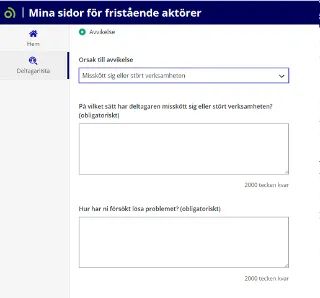 Mina sidor för fristående aktörer
Hem
Deltagarlista
Avvikelse
Orsak till avvikelse
Misskött sig eller stört verksamheten
På vilket sätt har deltagaren misskött sig eller stört verksamheten?
(obligatoriskt)
2000 tecken kvar
Hur har ni försökt lösa problemet? (obligatoriskt)
2000 tecken kvar